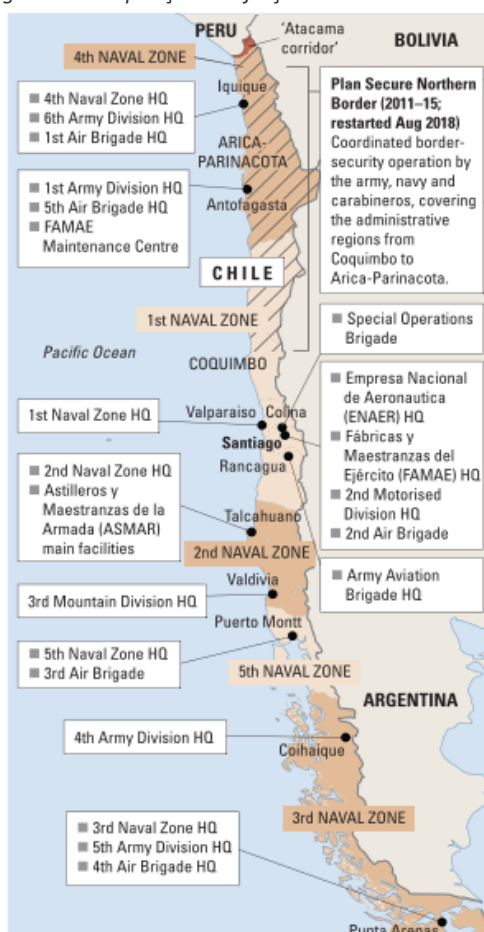 PERU
'Atacama
corridor'
BOLIVIA
4th NAVAL ZONE
Iquique
4th Naval Zone HQ
6th Army Division HQ
1st Air Brigade HQ
Plan Secure Northern
Border (2011–15;
restarted Aug 2018)
Coordinated border-
security operation by
the army, navy and
carabineros, covering
the administrative
regions from
Coquimbo to
Arica-Parinacota.
ARICA-
PARINACOTA
1st Army Division HQ
5th Air Brigade HQ
FAMAE
Maintenance Centre
Antofagasta
CHILE
1st NAVAL ZONE
Special Operations
Brigade
Pacific Ocean
COQUIMBO
Empresa Nacional
de Aeronautica
(ENAER) HQ
Fábricas y
Maestranzas del
Ejército (FAMAE) HQ
2nd Motorised
Division HQ
2nd Air Brigade
1st Naval Zone HQ
Valparaiso
Colina
Santiago
Rancagua
2nd Naval Zone HQ
Astilleros y
Maestranzas de la
Armada (ASMAR)
main facilities
Talcahuano
2nd NAVAL ZONE
Army Aviation
Brigade HQ
Valdivia
3rd Mountain Division HQ
Puerto Montt
5th Naval Zone HQ
3rd Air Brigade
5th NAVAL ZONE
ARGENTINA
4th Army Division HQ
Coihaique
3rd NAVAL ZONE
3rd Naval Zone HQ
5th Army Division HQ
4th Air Brigade HQ
Punta Arenas